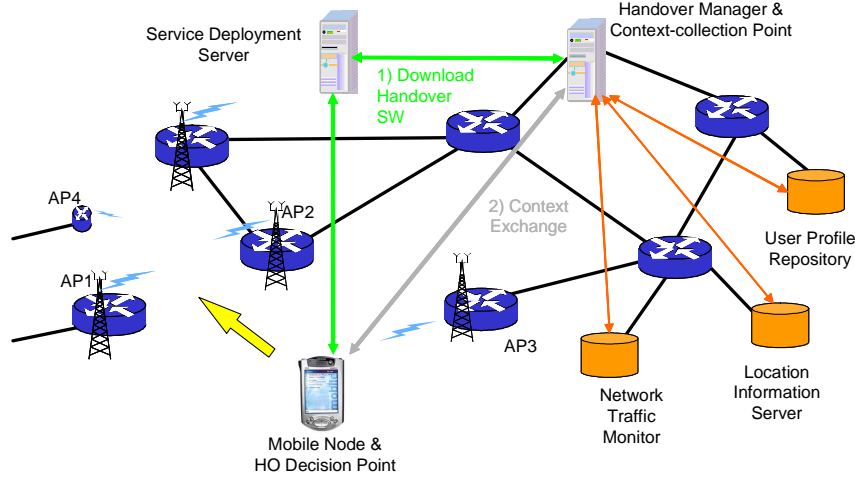 Handover Manager &
Context-collection Point
Service Deployment
Server
1) Download
Handover
SW
AP4
AP2
2) Context
Exchange
User Profile
Repository
AP1
AP3
Location
Information
Server
Network
Traffic
Monitor
Mobile Node &
HO Decision Point